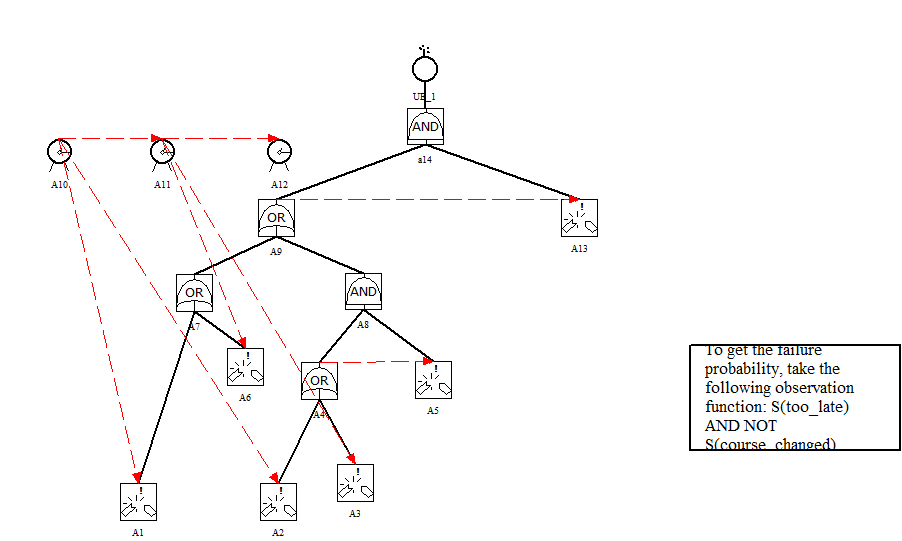 UE_1
AND
a14
A10
A11
A12
OR
A9
!
A13
OR
A7
AND
A8
!
A6
OR
A4
!
A5
To get the failure
probability, take the
following observation
function: S(too_late)
AND NOT
S(course_changed)
!
A1
!
A2
!
A3